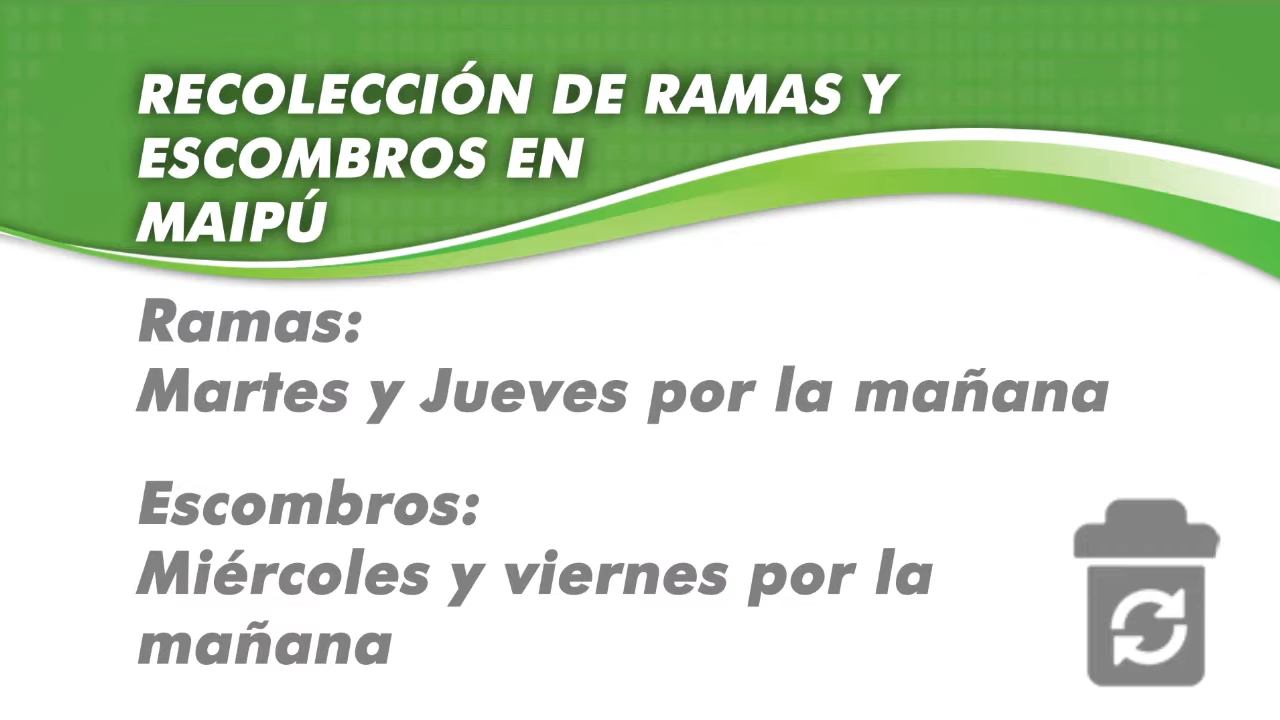 RECOLECCIÓN DE RAMAS Y
ESCOMBROS EN
MAIPÚ
Ramas:
Martes y Jueves por la mañana
Escombros:
Miércoles y viernes por la
mañana